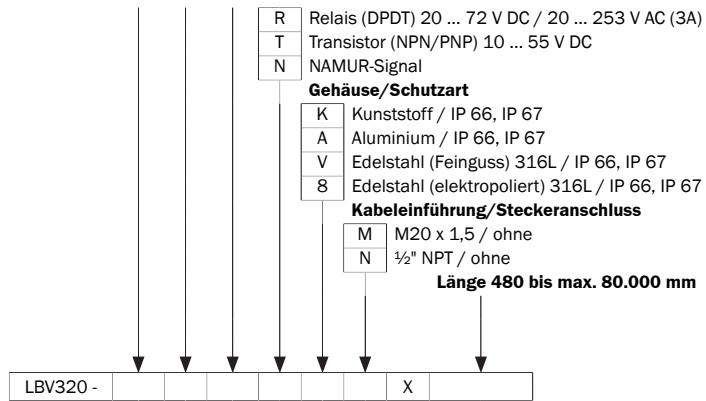 R Relais (DPDT) 20 ... 72 V DC / 20 ... 253 V AC (3A)
T Transistor (NPN/PNP) 10 ... 55 V DC
N NAMUR-Signal
Gehäuse/Schutzart
K Kunststoff / IP 66, IP 67
A Aluminium / IP 66, IP 67
V Edelstahl (Feinguss) 316L / IP 66, IP 67
8 Edelstahl (elektropoliert) 316L / IP 66, IP 67
Kabeleinführung/Steckeranschluss
M M20 x 1,5 / ohne
N ½" NPT / ohne
Länge 480 bis max. 80.000 mm
LBV320 - X